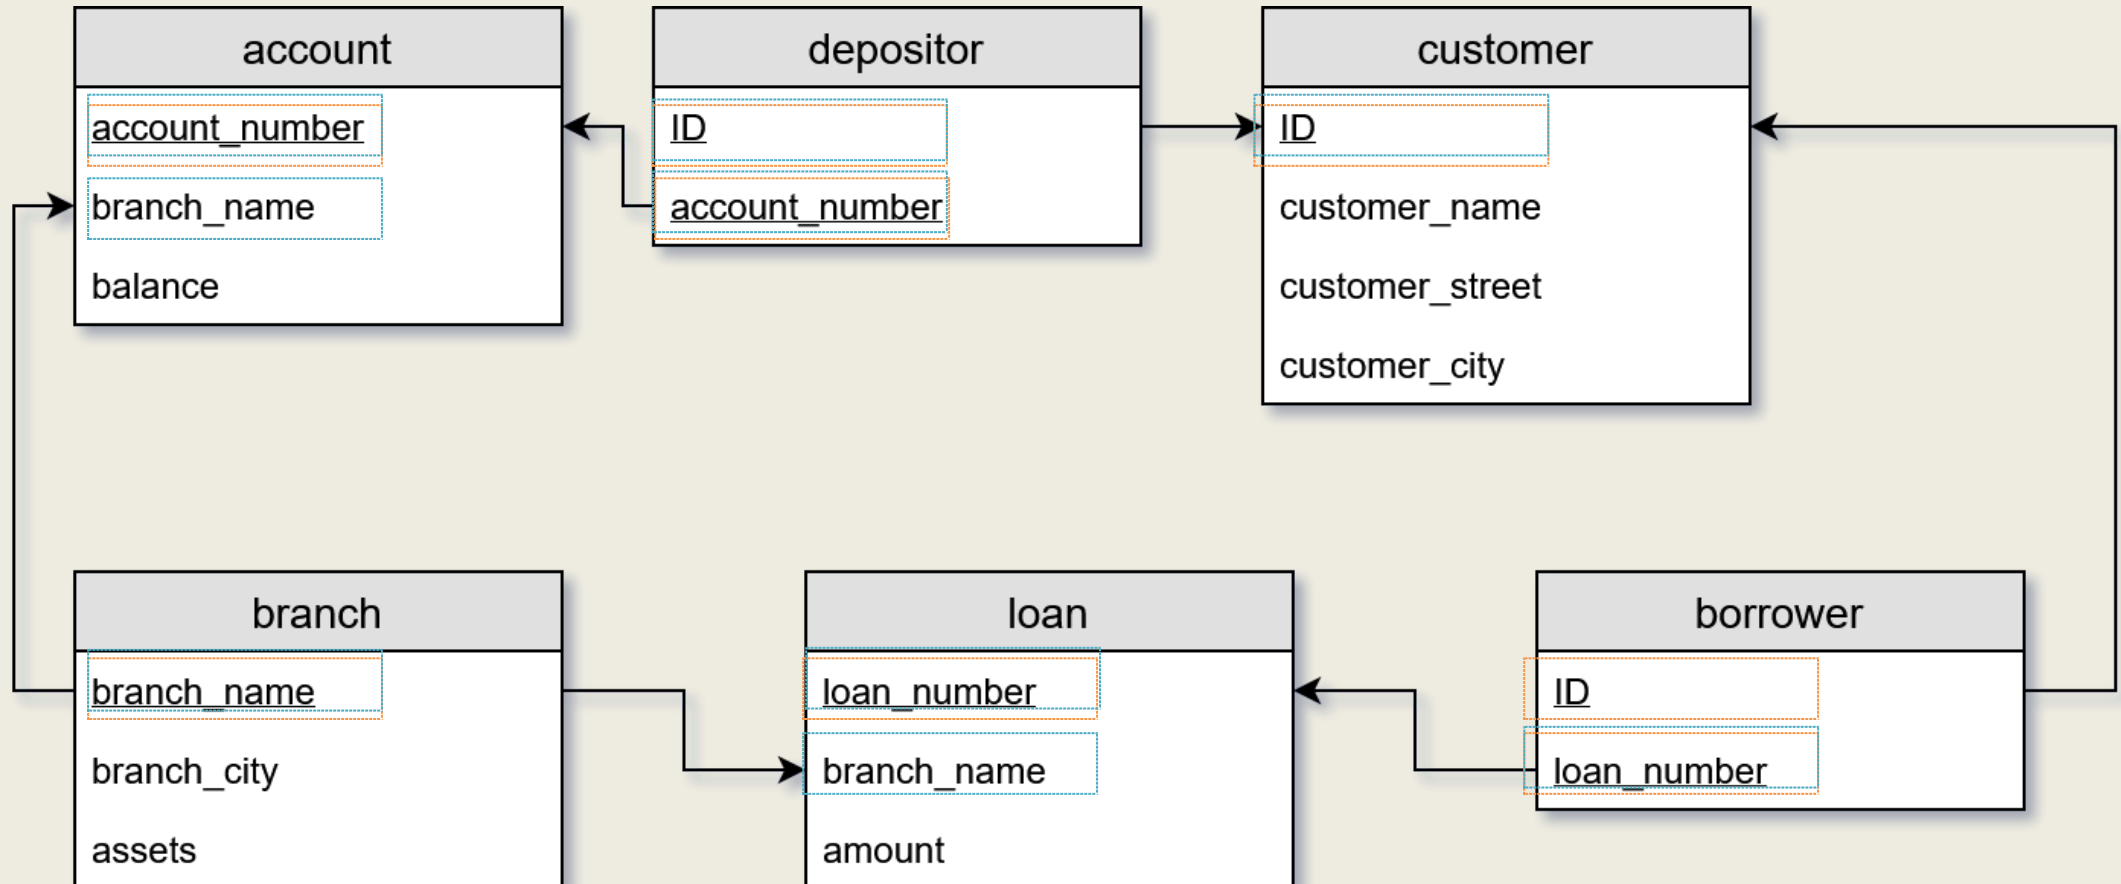 account
account_number
branch_name
balance
depositor
ID
account_number
customer
ID
customer_name
customer_street
customer_city
branch
branch_name
branch_city
assets
loan
loan_number
branch_name
amount
borrower
ID
loan_number